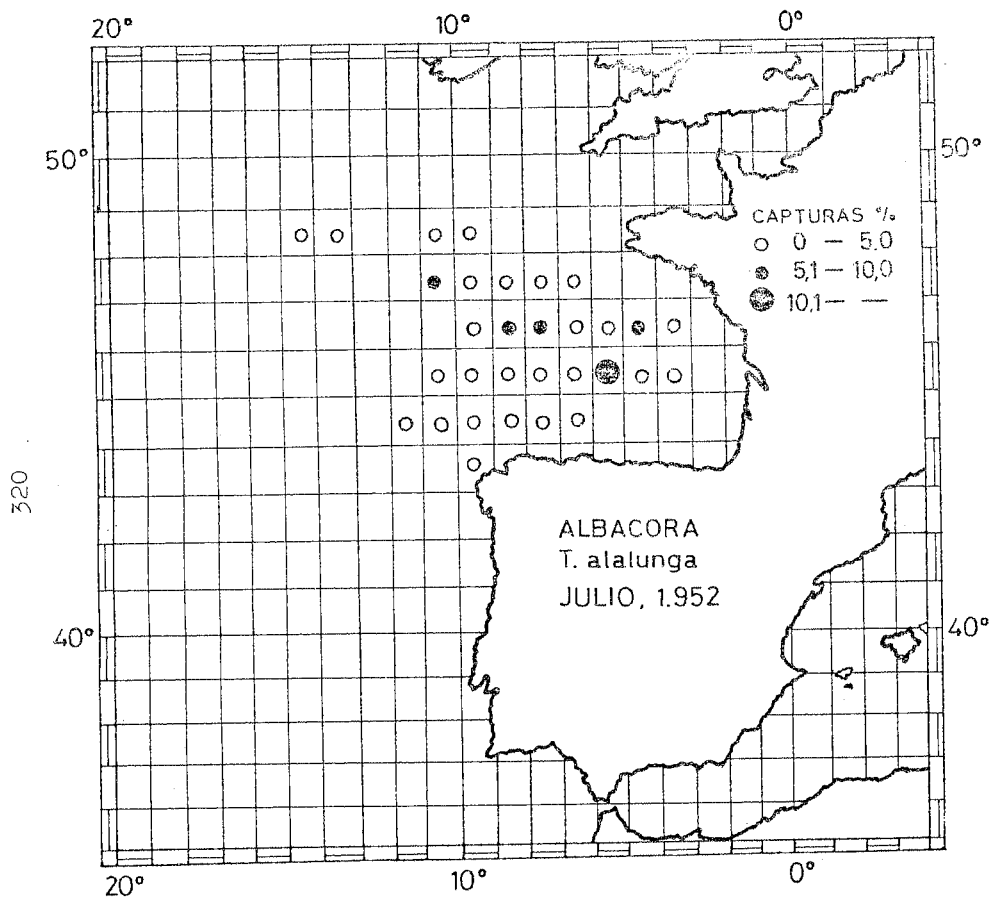 20° 10° 0°
50° 50°
CAPTURAS %
0 — 5.0
5,1 — 10,0
10,1 — —
320
ALBACORA
T. alalunga
JULIO, 1.952
40° 40°
20° 10° 0°